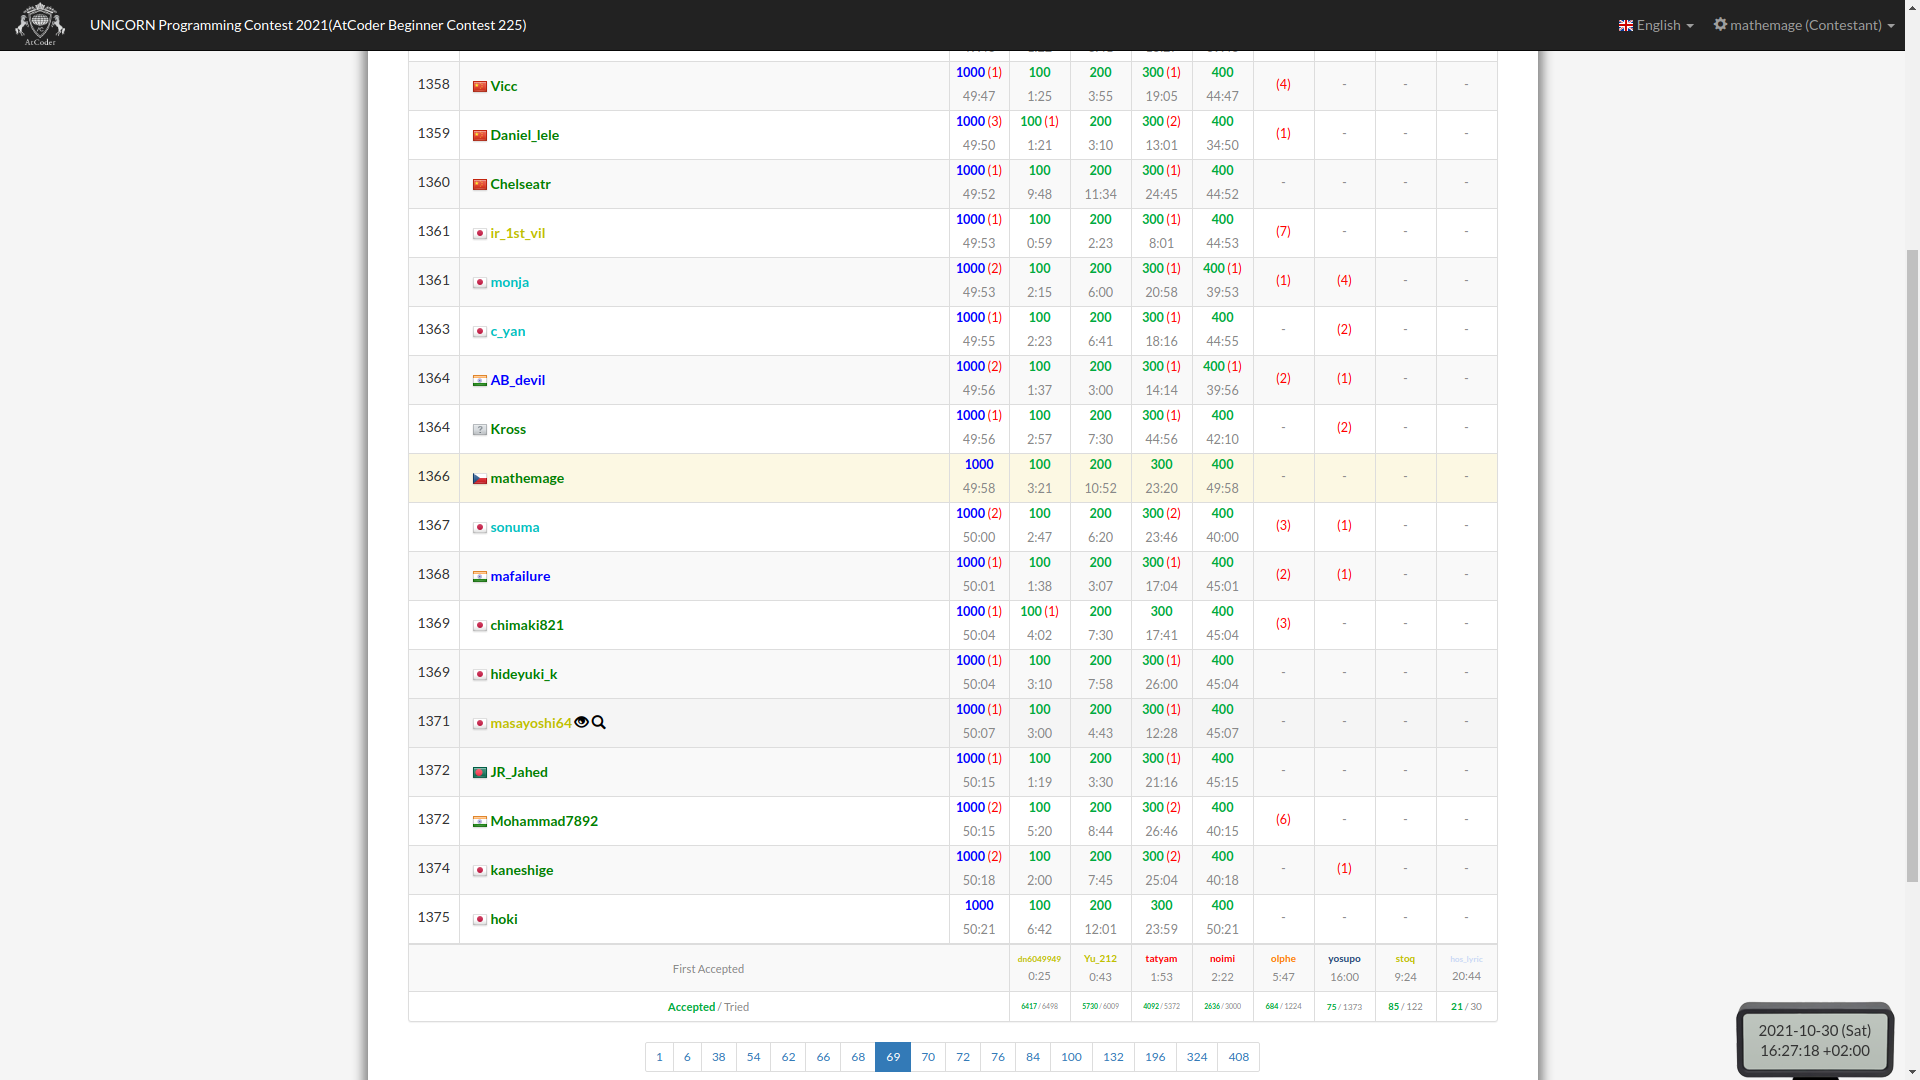 AtCoder
UNICORN Programming Contest 2021(AtCoder Beginner Contest 225)
English
mathemage (Contestant)
1358 Vicc 1000 (1) 100 200 300 (1) 400 (4) - - -
49:47 1:25 3:55 19:05 44:47
1359 Daniel_lele 1000 (3) 100 (1) 200 300 (2) 400 (1) - - -
49:50 1:21 3:10 13:01 34:50
1360 Chelseatr 1000 (1) 100 200 300 (1) 400 - - - -
49:52 9:48 11:34 24:45 44:52
1361 ir_1st_vil 1000 (1) 100 200 300 (1) 400 (7) - - -
49:53 0:59 2:23 8:01 44:53
1361 monja 1000 (2) 100 200 300 (1) 400 (1) (1) (4) - -
49:53 2:15 6:00 20:58 39:53
1363 c_yan 1000 (1) 100 200 300 (1) 400 - (2) - -
49:55 2:23 6:41 18:16 44:55
1364 AB_devil 1000 (2) 100 200 300 (1) 400 (1) (2) (1) - -
49:56 1:37 3:00 14:14 39:56
1364 Kross 1000 (1) 100 200 300 (1) 400 - (2) - -
49:56 2:57 7:30 44:56 42:10
1366 mathemage 1000 100 200 300 400 - - - -
49:58 3:21 10:52 23:20 49:58
1367 sonuma 1000 (2) 100 200 300 (2) 400 (3) (1) - -
50:00 2:47 6:20 23:46 40:00
1368 mafailure 1000 (1) 100 200 300 (1) 400 (2) (1) - -
50:01 1:38 3:07 17:04 45:01
1369 chimaki821 1000 (1) 100 (1) 200 300 400 (3) - - -
50:04 4:02 7:30 17:41 45:04
1369 hideyuki_k 1000 (1) 100 200 300 (1) 400 - - - -
50:04 3:10 7:58 26:00 45:04
1371 masayoshi64 1000 (1) 100 200 300 (1) 400 - - - -
50:07 3:00 4:43 12:28 45:07
1372 JR_Jahed 1000 (1) 100 200 300 (1) 400 - - - -
50:15 1:19 3:30 21:16 45:15
1372 Mohammad7892 1000 (2) 100 200 300 (2) 400 (6) - - -
50:15 5:20 8:44 26:46 40:15
1374 kaneshige 1000 (2) 100 200 300 (2) 400 - (1) - -
50:18 2:00 7:45 25:04 40:18
1375 hoki 1000 100 200 300 400 - - - -
50:21 6:42 12:01 23:59 50:21
First Accepted dn6049949 Yu_212 tatyam noimi olphe yosupo stoq hos_lyric
0:25 0:43 1:53 2:22 5:47 16:00 9:24 20:44
Accepted / Tried 6417 / 6498 5730 / 6009 4092 / 5372 2636 / 3000 684 / 1224 75 / 1373 85 / 122 21 / 30
1 6 38 54 62 66 68 69 70 72 76 84 100 132 196 324 408
2021-10-30 (Sat)
16:27:18 +02:00